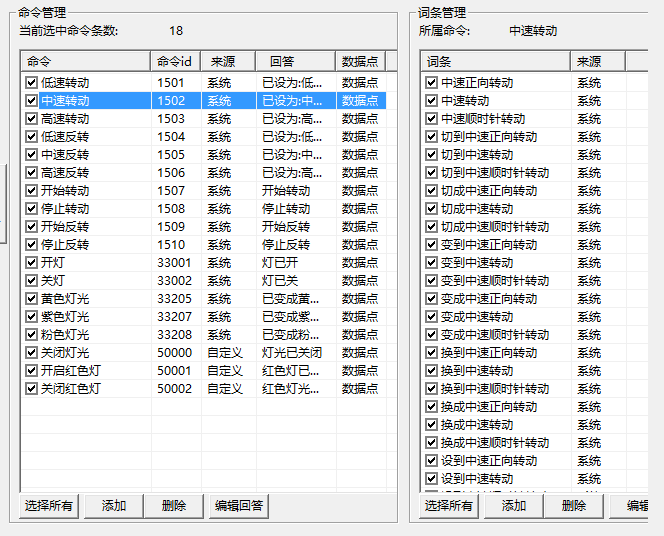 命令管理
当前选中命令条数: 18
命令 命令id 来源 回答 数据点
低速转动 1501 系统 已设为:低... 数据点
中速转动 1502 系统 已设为:中... 数据点
高速转动 1503 系统 已设为:高... 数据点
低速反转 1504 系统 已设为:低... 数据点
中速反转 1505 系统 已设为:中... 数据点
高速反转 1506 系统 已设为:高... 数据点
开始转动 1507 系统 开始转动 数据点
停止转动 1508 系统 停止转动 数据点
开始反转 1509 系统 开始反转 数据点
停止反转 1510 系统 停止反转 数据点
开灯 33001 系统 灯已开 数据点
关灯 33002 系统 灯已关 数据点
黄色灯光 33205 系统 已变成黄... 数据点
紫色灯光 33207 系统 已变成紫... 数据点
粉色灯光 33208 系统 已变成粉... 数据点
关闭灯光 50000 自定义 灯光已关闭 数据点
开启红色灯 50001 自定义 红色灯已... 数据点
关闭红色灯 50002 自定义 红色灯光... 数据点
选择所有 添加 删除 编辑回答
词条管理
所属命令: 中速转动
词条 来源
中速正向转动 系统
中速转动 系统
中速顺时针转动 系统
切到中速正向转动 系统
切到中速转动 系统
切到中速顺时针转动 系统
切成中速正向转动 系统
切成中速转动 系统
切成中速顺时针转动 系统
变到中速正向转动 系统
变到中速转动 系统
变到中速顺时针转动 系统
变成中速正向转动 系统
变成中速转动 系统
变成中速顺时针转动 系统
换到中速正向转动 系统
换到中速转动 系统
换到中速顺时针转动 系统
换成中速正向转动 系统
换成中速转动 系统
换成中速顺时针转动 系统
设到中速正向转动 系统
设到中速转动 系统
选择所有 添加 删除 编辑